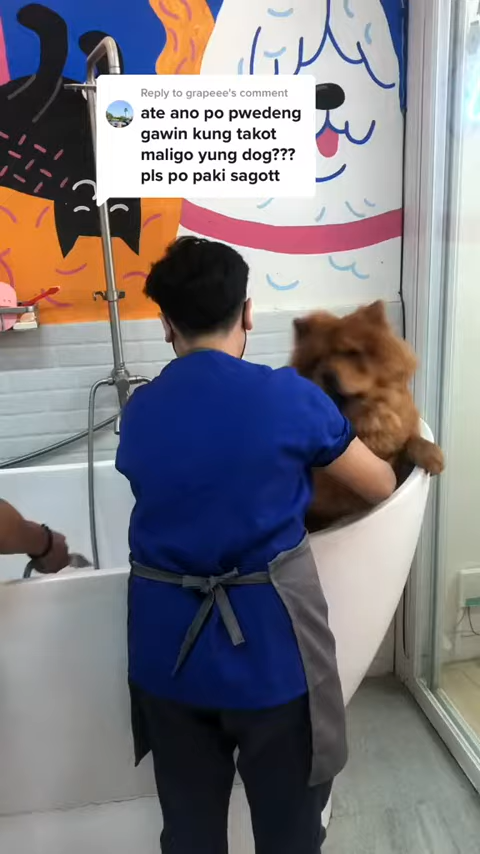 Reply to grapeee's comment
ate ano po pwedeng
gawin kung takot
maligo yung dog???
pls po paki sagott